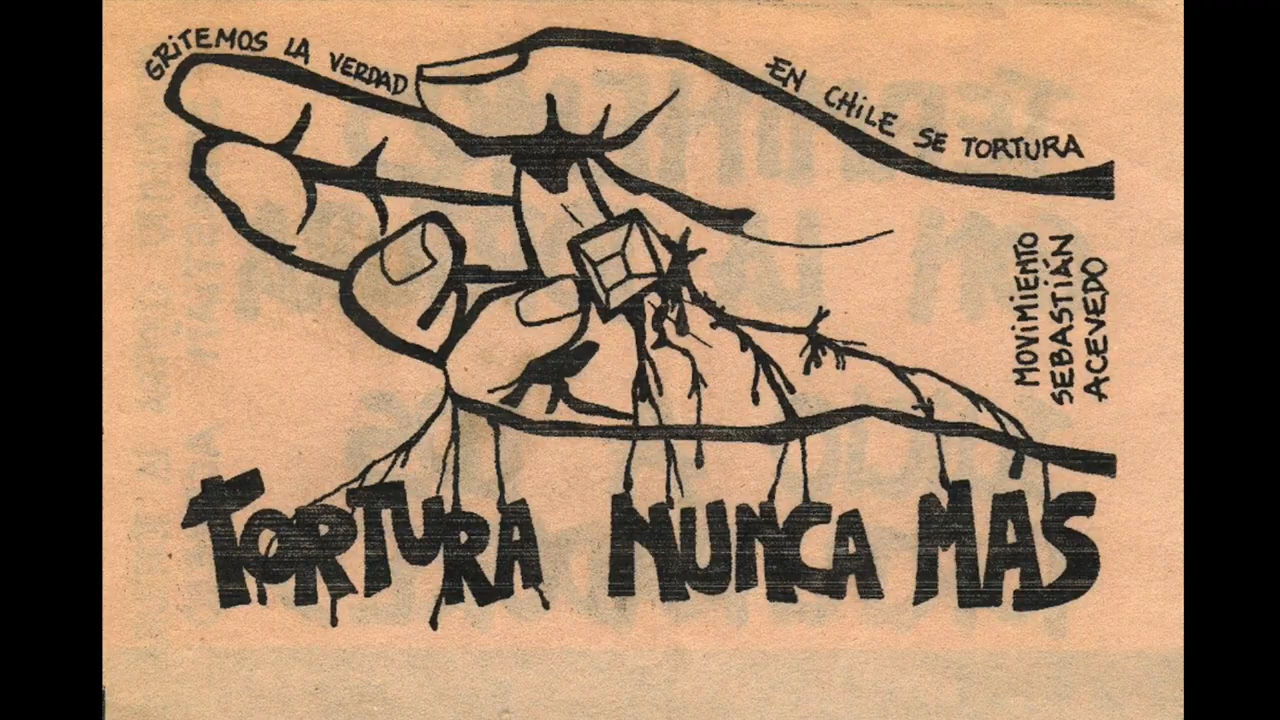 GRiTEMOS LA VERDAD
EN CHiLE SE TORTURA
MOViMiENTO
SEBASTIÁN
ACEVEDO
TORTURA NUNCA MAS